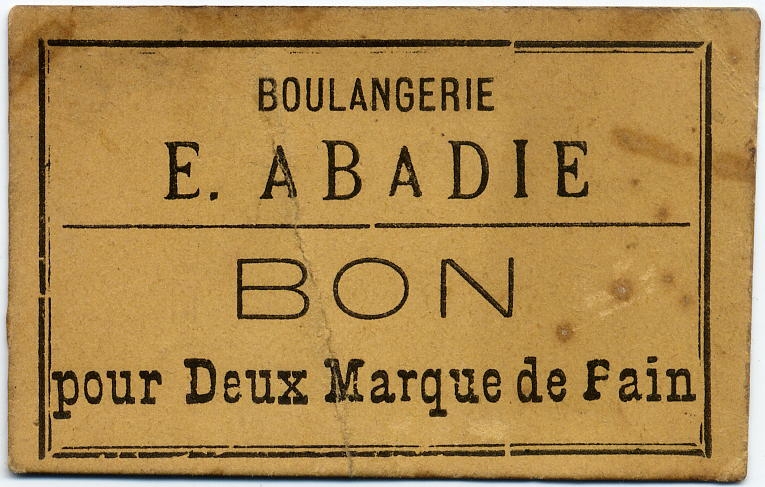 BOULANGERIE
E. ABADIE
BON
pour Deux Marque de Pain